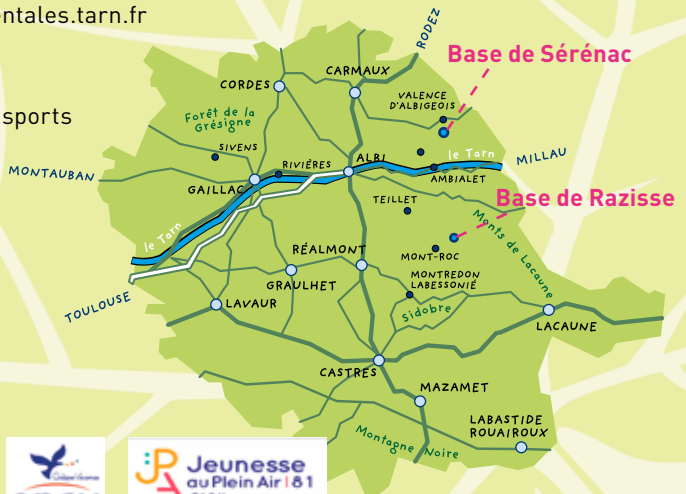 entales.tarn.fr
sports
RODEZ
Base de Sérénac
CARMAUX
CORDES
VALENCE
D'ALBIGEOIS
Forêt de la
Grésigne
SIVENS
RIVIÈRES
ALBI
le Tarn
MILLAU
MONTAUBAN
GAILLAC
AMBIALET
TEILLET
Base de Razisse
le Tarn
Monts de Lacaune
RÉALMONT
MONT-ROC
GRAULHET
MONTREDON
LABESSONIÉ
TOULOUSE
LAVAUR
Sidobre
LACAUNE
CASTRES
MAZAMET
LABASTIDE
ROUAIROUX
Montagne Noire
JPA Jeunesse
au Plein Air | 81